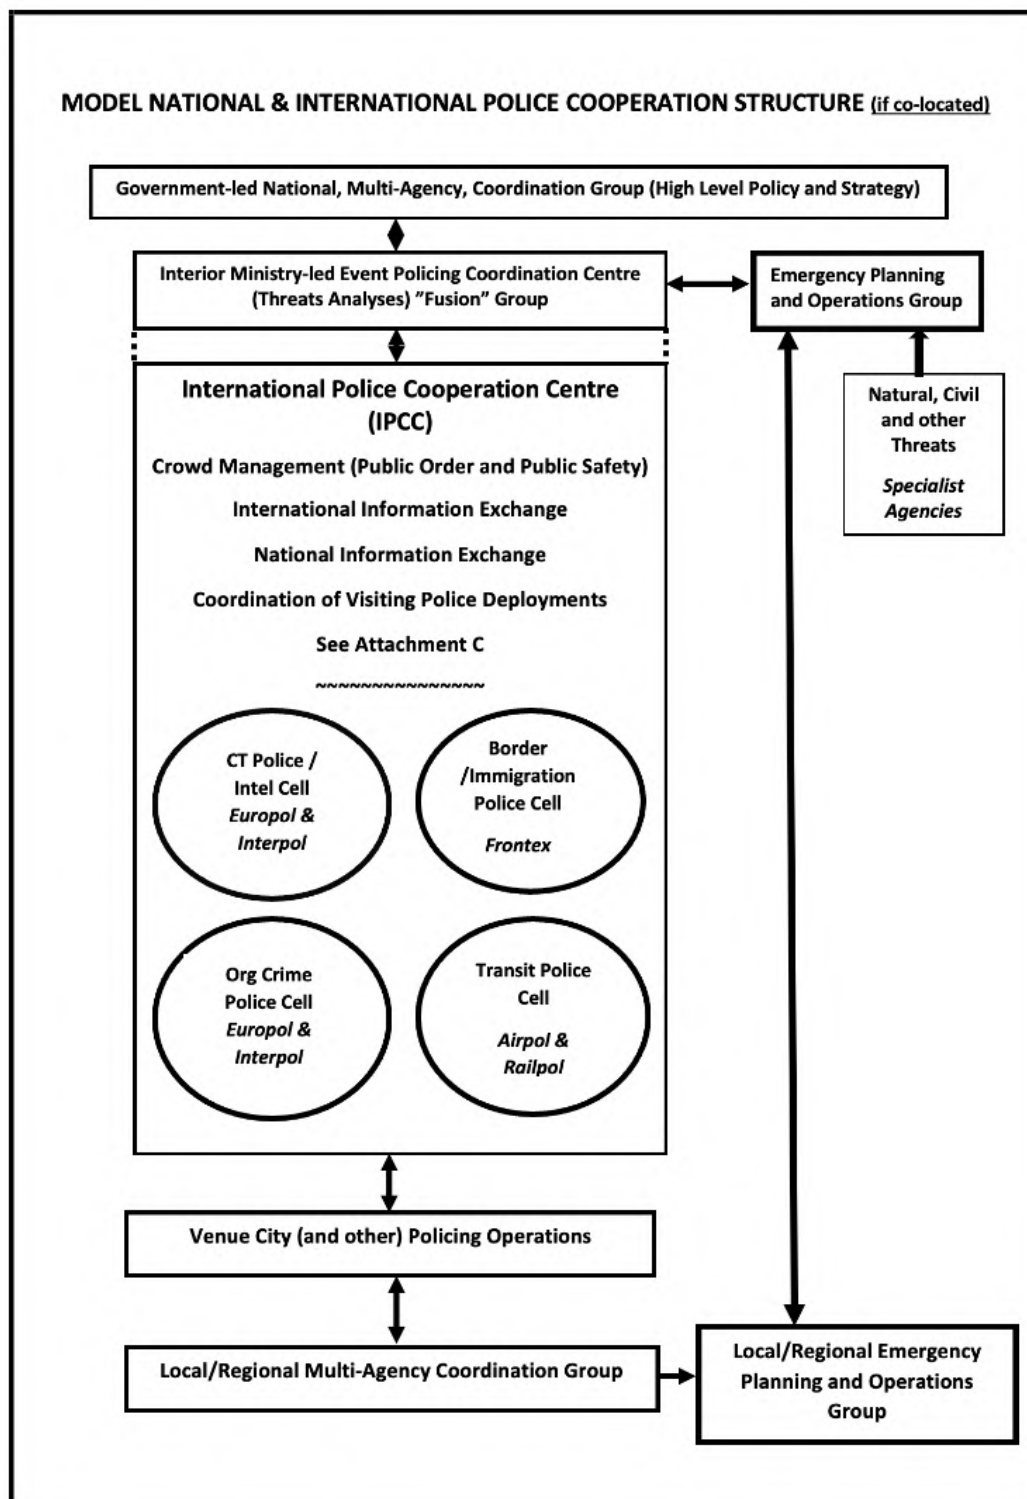 MODEL NATIONAL & INTERNATIONAL POLICE COOPERATION STRUCTURE (if co-located)
Government-led National, Multi-Agency, Coordination Group (High Level Policy and Strategy)
Interior Ministry-led Event Policing Coordination Centre
(Threats Analyses) ”Fusion” Group
Emergency Planning
and Operations Group
Natural, Civil
and other
Threats
Specialist
Agencies
International Police Cooperation Centre
(IPCC)
Crowd Management (Public Order and Public Safety)
International Information Exchange
National Information Exchange
Coordination of Visiting Police Deployments
See Attachment C
~~~~~~~~~~~~~~~
CT Police /
Intel Cell
Europol &
Interpol
Border
/Immigration
Police Cell
Frontex
Org Crime
Police Cell
Europol &
Interpol
Transit Police
Cell
Airpol &
Railpol
Venue City (and other) Policing Operations
Local/Regional Multi-Agency Coordination Group
Local/Regional Emergency
Planning and Operations
Group